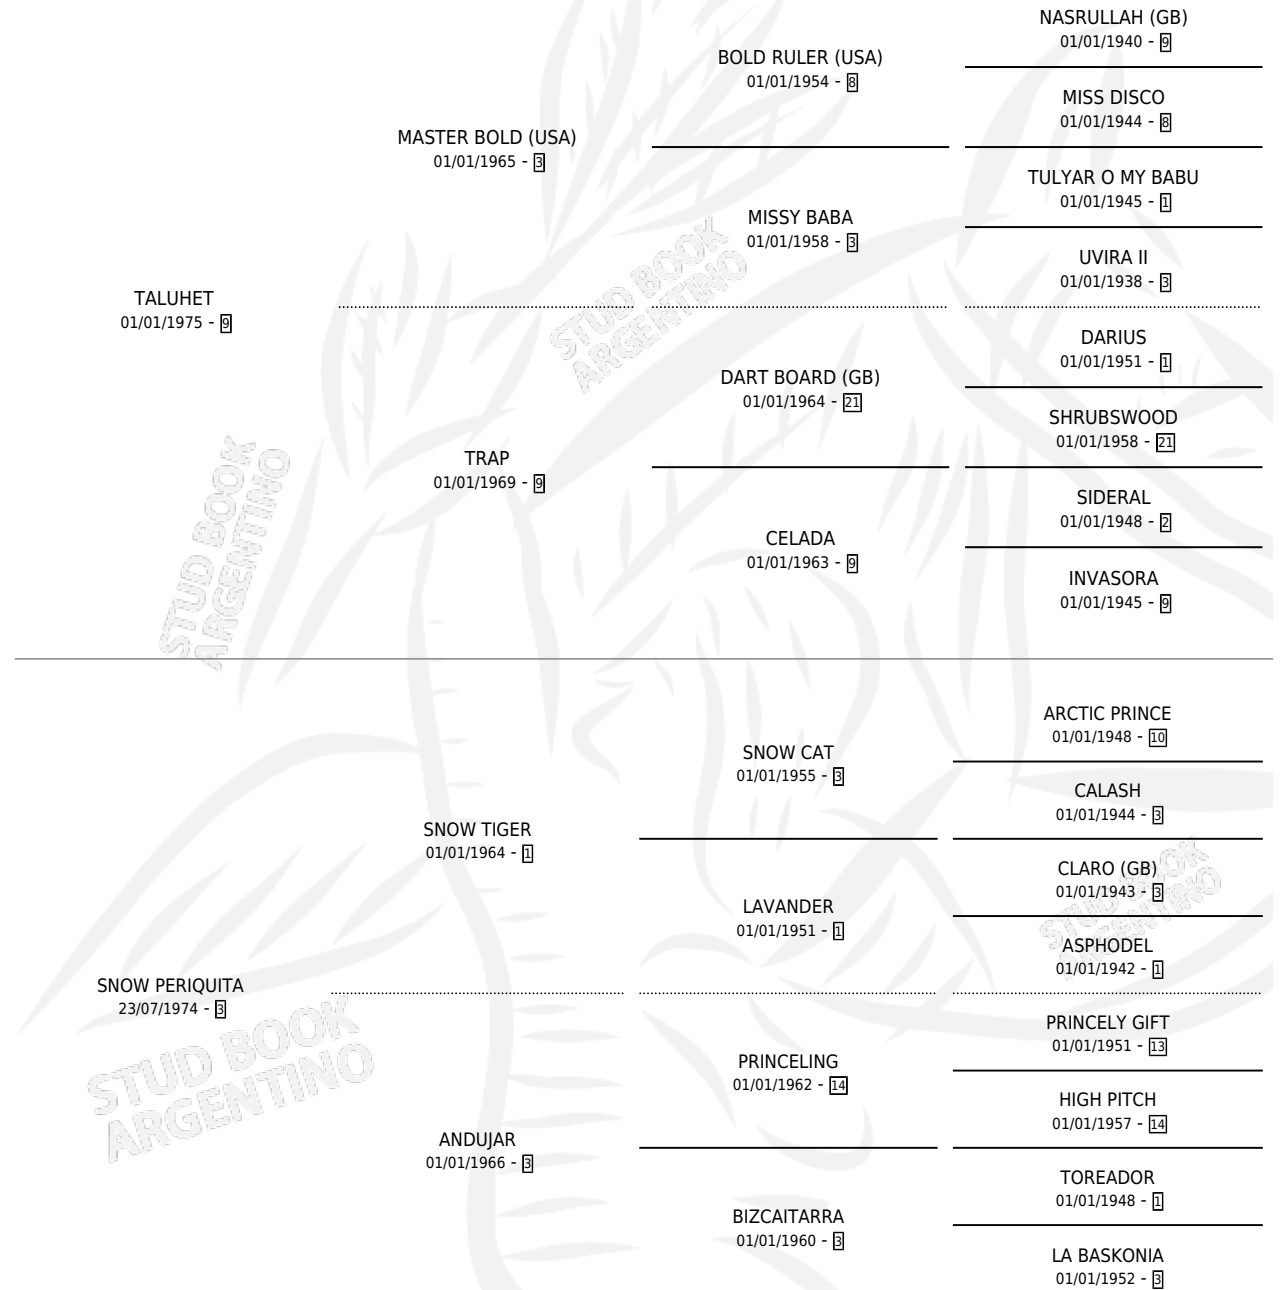 NASRULLAH (GB)
01/01/1940 - 9
BOLD RULER (USA)
01/01/1954 - 8
MISS DISCO
01/01/1944 - 8
MASTER BOLD (USA)
01/01/1965 - 3
TULYAR O MY BABU
01/01/1945 - 1
MISSY BABA
01/01/1958 - 3
UVIRA II
01/01/1938 - 3
TALUHET
01/01/1975 - 9
DARIUS
01/01/1951 - 1
DART BOARD (GB)
01/01/1964 - 21
SHRUBSWOOD
01/01/1958 - 21
TRAP
01/01/1969 - 9
SIDERAL
01/01/1948 - 2
CELADA
01/01/1963 - 9
INVASORA
01/01/1945 - 9
STUD BOOK
ARGENTINO
STUD BOOK
ARGENTINO
ARCTIC PRINCE
01/01/1948 - 10
SNOW CAT
01/01/1955 - 3
CALASH
01/01/1944 - 3
SNOW TIGER
01/01/1964 - 1
CLARO (GB)
01/01/1943 - 3
LAVANDER
01/01/1951 - 1
ASPHODEL
01/01/1942 - 1
STUD BOOK
ARGENTINO
SNOW PERIQUITA
23/07/1974 - 3
PRINCELY GIFT
01/01/1951 - 13
PRINCELING
01/01/1962 - 14
HIGH PITCH
01/01/1957 - 14
STUD BOOK
ARGENTINO
ANDUJAR
01/01/1966 - 3
TOREADOR
01/01/1948 - 1
BIZCAITARRA
01/01/1960 - 3
LA BASKONIA
01/01/1952 - 3